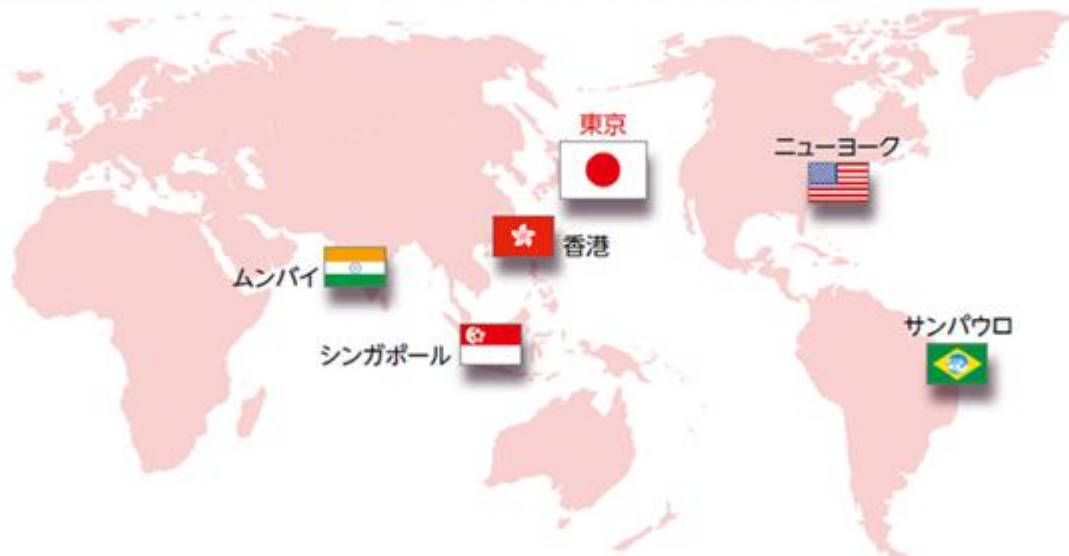 東京
ニューヨーク
香港
ムンバイ
サンパウロ
シンガポール